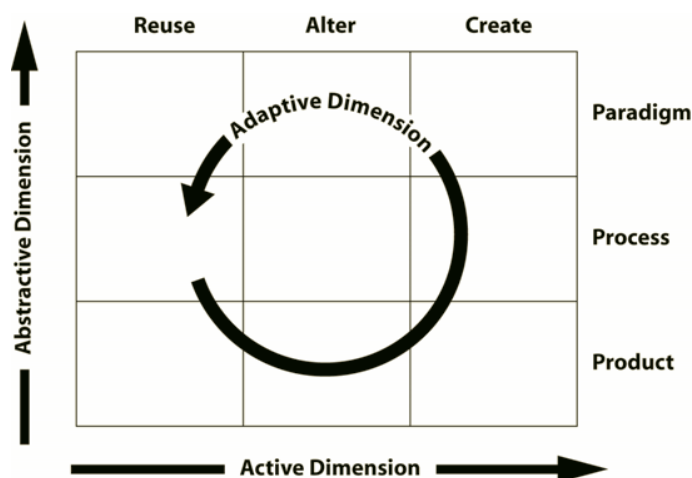 Reuse Alter Create
Adaptive Dimension
Paradigm
Abstractive Dimension
Process
Product
Active Dimension